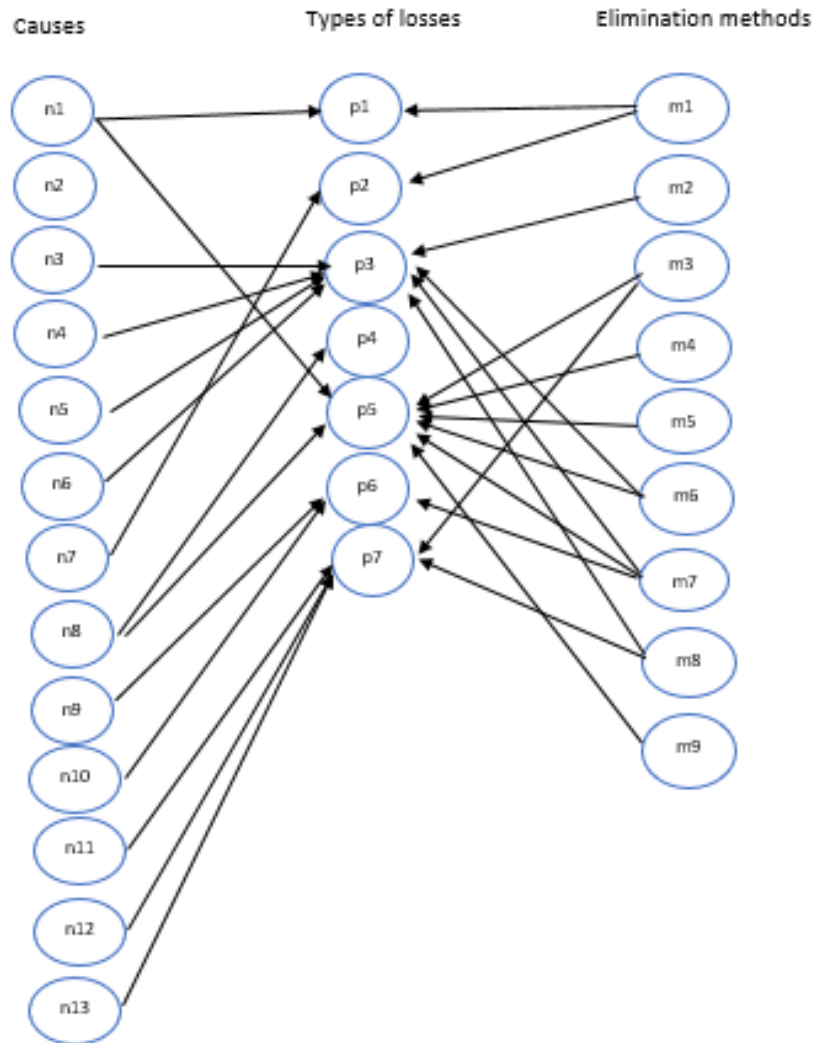 Causes
Types of losses
Elimination methods
n1
p1
m1
n2
p2
m2
n3
p3
m3
n4
p4
m4
n5
p5
m5
n6
p6
m6
n7
p7
m7
n8
m8
n9
m9
n10
n11
n12
n13